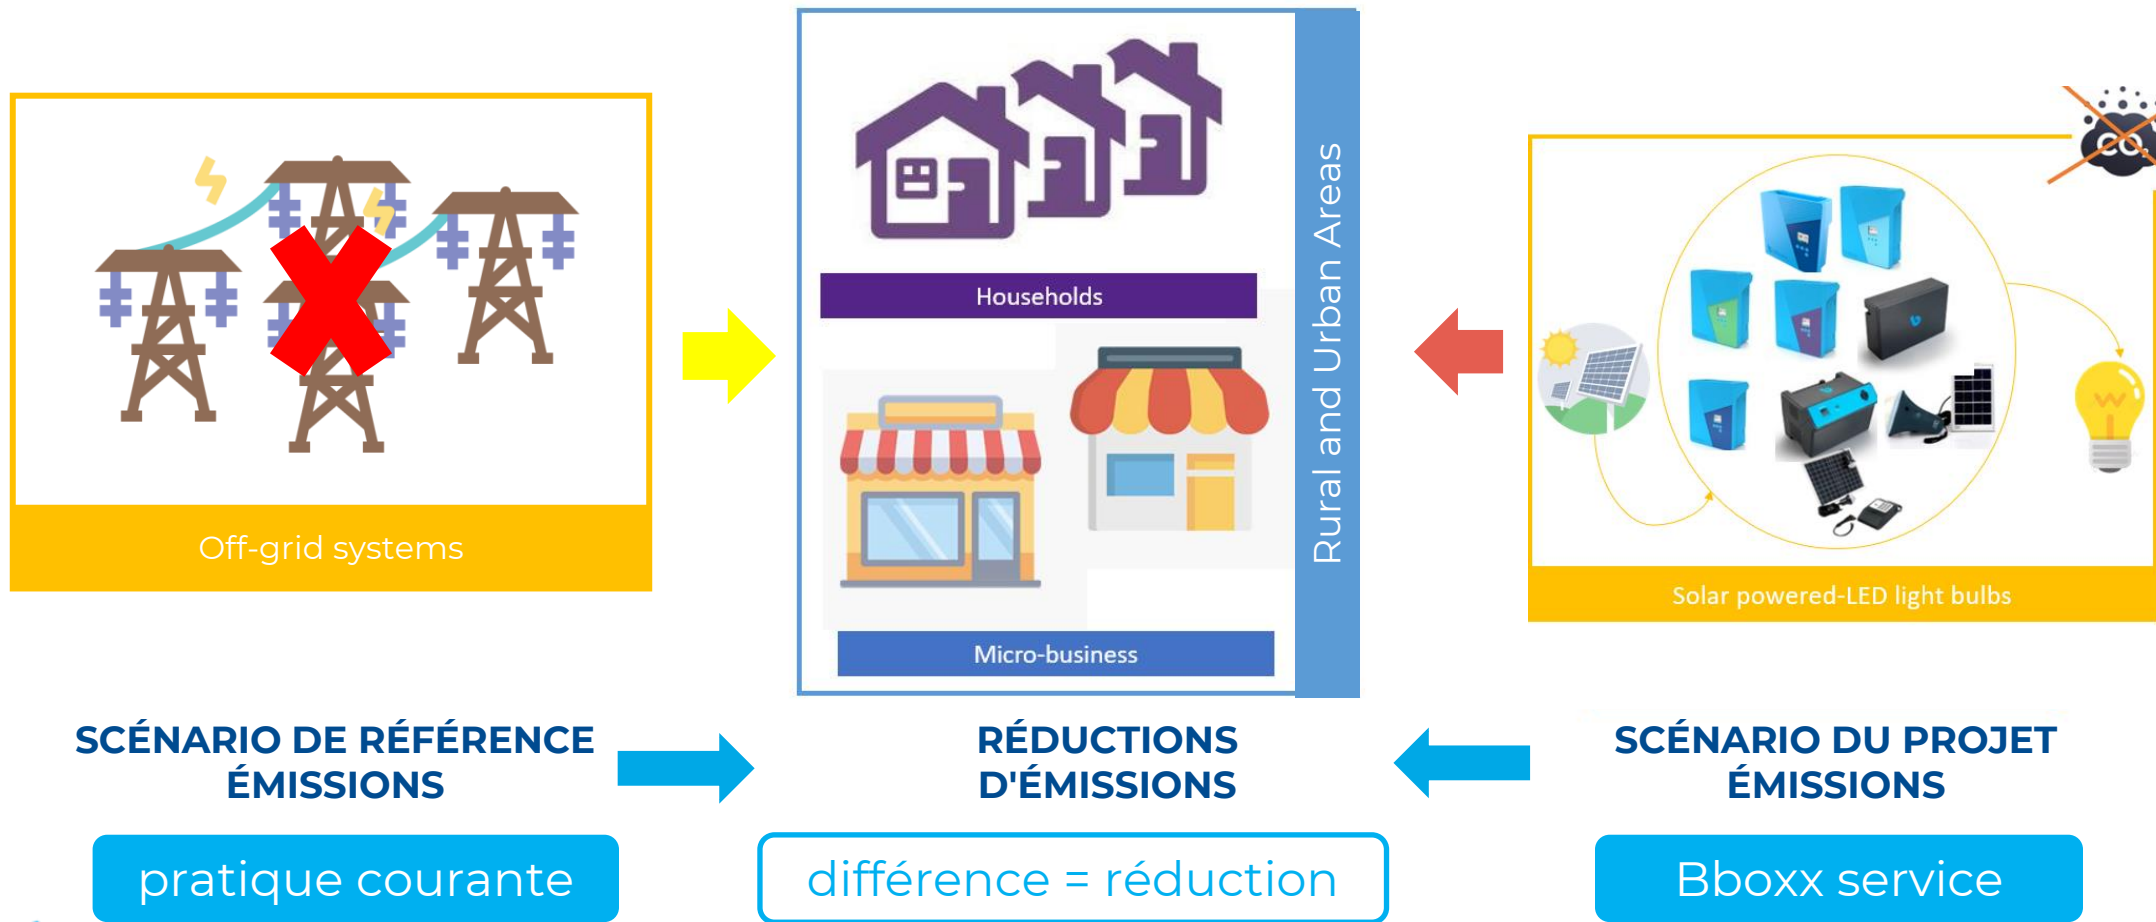 Off-grid systems
Households
Micro-business
Rural and Urban Areas
CO₂
Solar powered-LED light bulbs
SCÉNARIO DE RÉFÉRENCE
ÉMISSIONS
RÉDUCTIONS
D'ÉMISSIONS
SCÉNARIO DU PROJET
ÉMISSIONS
pratique courante
différence = réduction
Bboxx service